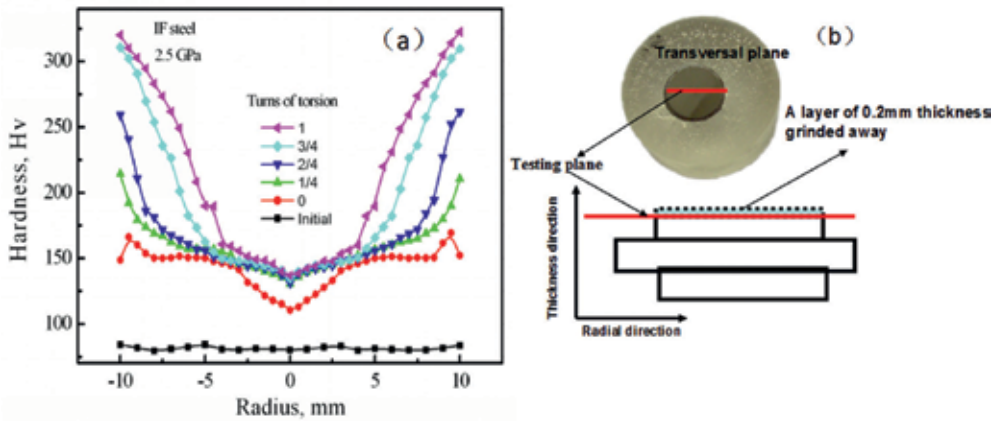 (a)
IF steel
2.5 GPa
Turns of torsion
1
3/4
2/4
1/4
0
Initial
Hardness, Hv
300
250
200
150
100
-10
-5
0
5
10
Radius, mm
(b)
Transversal plane
A layer of 0.2mm thickness
grinded away
Testing plane
Thickness direction
Radial direction